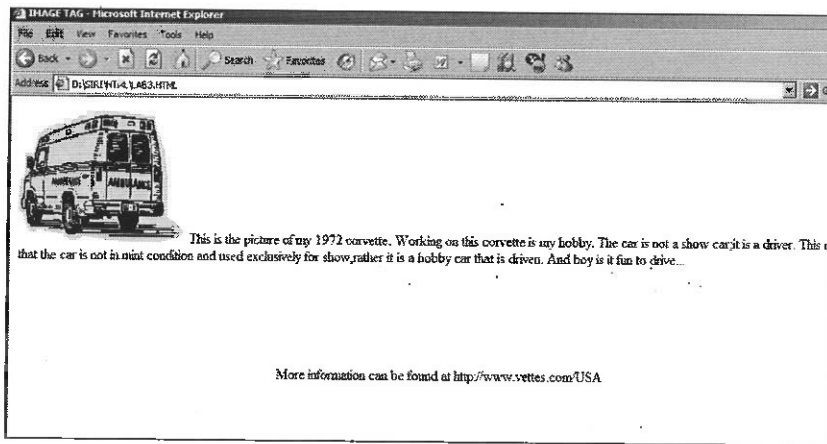 IMAGE TAG - Microsoft Internet Explorer
File Edit View Favorites Tools Help
Back Search Favorites
Address D:\SIRI\HTML\LAB3.HTML
AMBULANCE
This is the picture of my 1972 corvette. Working on this corvette is my hobby. The car is not a show car,it is a driver. This
that the car is not in mint condition and used exclusively for show,rather it is a hobby car that is driven. And boy is it fun to drive...
More information can be found at http://www.vettes.com/USA